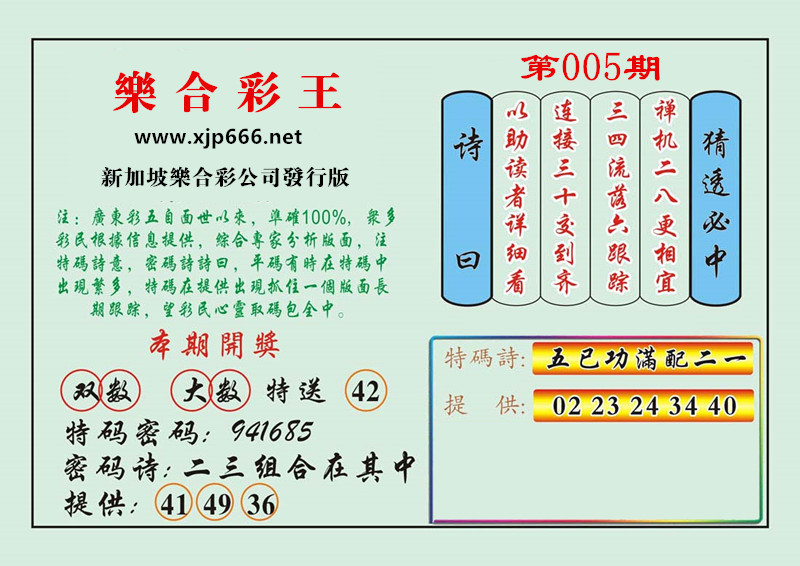 樂合彩王
www.xjp666.net
新加坡樂合彩公司發行版
注：廣東彩五自面世以來，準確100%，衆多
彩民根據信息提供，綜合專家分析版面，注
特碼詩意，密碼詩詩曰，平碼有時在特碼中
出現繁多，特碼在提供出現抓住一個版面長
期跟踪，望彩民心靈取碼包全中。
本期開獎
双数 大数 特送 42
特码密码：941685
密码诗：二三组合在其中
提供：41 49 36
第005期
猜透必中
禅机二八更相宜
三四流落六跟踪
连接三十交到齐
以助读者详细看
诗曰
特碼詩：五已功滿配二一
提 供：02 23 24 34 40